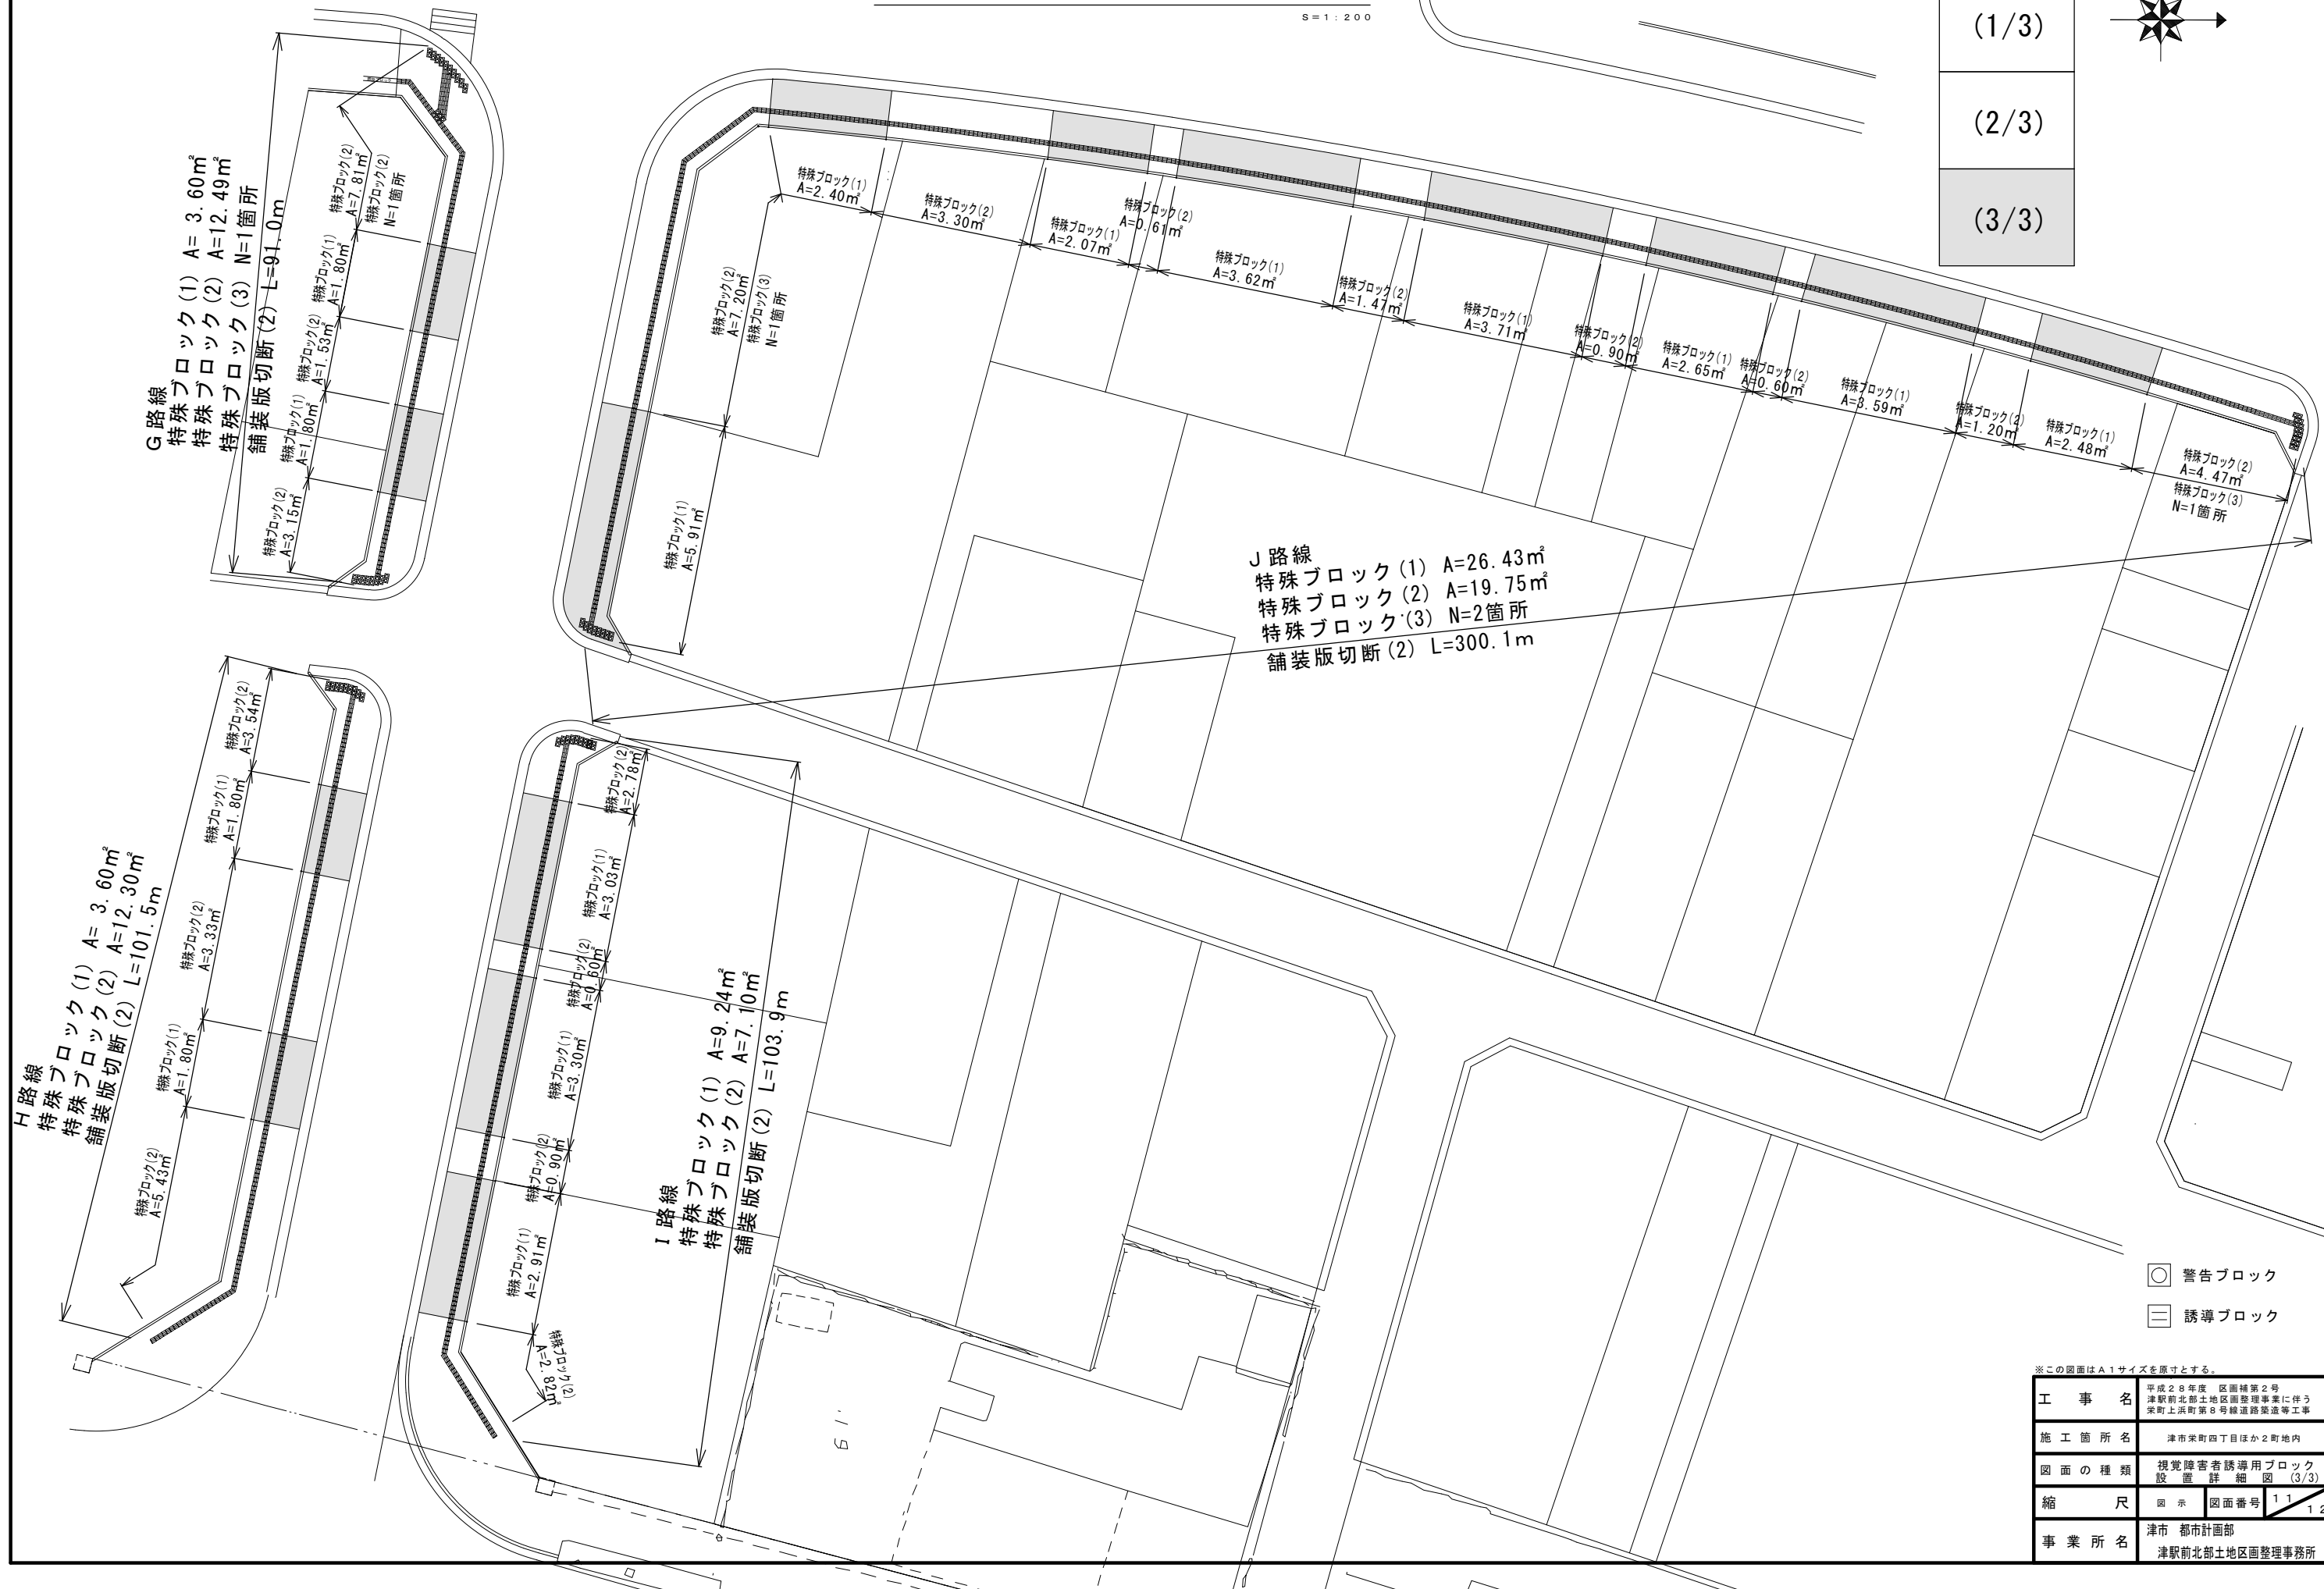 S=1:200
(1/3)
(2/3)
(3/3)
G路線
特殊ブロック(1) A= 3.60㎡
特殊ブロック(2) A=12.49㎡
特殊ブロック(3) N=1箇所
舗装版切断(2) L=91.0m
特殊ブロック(2)
A=7.81㎡
特殊ブロック(2)
N=1箇所
特殊ブロック(1)
A=1.80㎡
特殊ブロック(2)
A=1.53㎡
特殊ブロック(1)
A=1.80㎡
特殊ブロック(2)
A=3.15㎡
特殊ブロック(1)
A=2.40㎡
特殊ブロック(2)
A=3.30㎡
特殊ブロック(1)
A=2.07㎡
特殊ブロック(2)
A=0.61㎡
特殊ブロック(1)
A=3.62㎡
特殊ブロック(2)
A=1.47㎡
特殊ブロック(1)
A=3.71㎡
特殊ブロック(2)
A=0.90㎡
特殊ブロック(1)
A=2.65㎡
特殊ブロック(2)
A=0.60㎡
特殊ブロック(1)
A=3.59㎡
特殊ブロック(2)
A=1.20㎡
特殊ブロック(1)
A=2.48㎡
特殊ブロック(2)
A=4.47㎡
特殊ブロック(3)
N=1箇所
特殊ブロック(2)
A=7.20㎡
特殊ブロック(3)
N=1箇所
特殊ブロック(1)
A=5.91㎡
J路線
特殊ブロック(1) A=26.43㎡
特殊ブロック(2) A=19.75㎡
特殊ブロック(3) N=2箇所
舗装版切断(2) L=300.1m
H路線
特殊ブロック(1) A= 3.60㎡
特殊ブロック(2) A=12.30㎡
舗装版切断(2) L=101.5m
特殊ブロック(2)
A=3.54㎡
特殊ブロック(1)
A=1.80㎡
特殊ブロック(2)
A=3.33㎡
特殊ブロック(1)
A=1.80㎡
特殊ブロック(2)
A=5.43㎡
I路線
特殊ブロック(1) A=9.24㎡
特殊ブロック(2) A=7.10㎡
舗装版切断(2) L=103.9m
特殊ブロック(2)
A=2.78㎡
特殊ブロック(1)
A=3.03㎡
特殊ブロック(2)
A=0.60㎡
特殊ブロック(1)
A=3.30㎡
特殊ブロック(2)
A=0.90㎡
特殊ブロック(1)
A=2.91㎡
特殊ブロック(2)
A=2.82㎡
警告ブロック
誘導ブロック
※この図面はA1サイズを原寸とする。
工事名 平成28年度 区画補第2号
津駅前北部土地区画整理事業に伴う
栄町上浜町第8号線道路築造等工事
施工箇所名 津市栄町四丁目ほか2町地内
図面の種類 視覚障害者誘導用ブロック
設置詳細図 (3/3)
縮尺 図示 図面番号 11 12
事業所名 津市 都市計画部
津駅前北部土地区画整理事務所